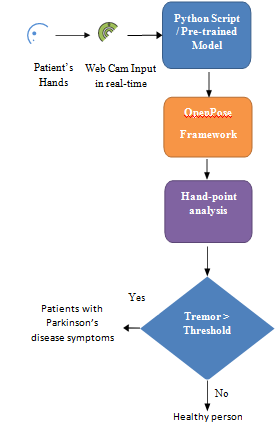 Python Script
/ Pre-trained
Model
Patient's
Hands
Web Cam Input
in real-time
OpenPose
Framework
Hand-point
analysis
Tremor >
Threshold
Yes
Patients with
Parkinson's
disease symptoms
No
Healthy person